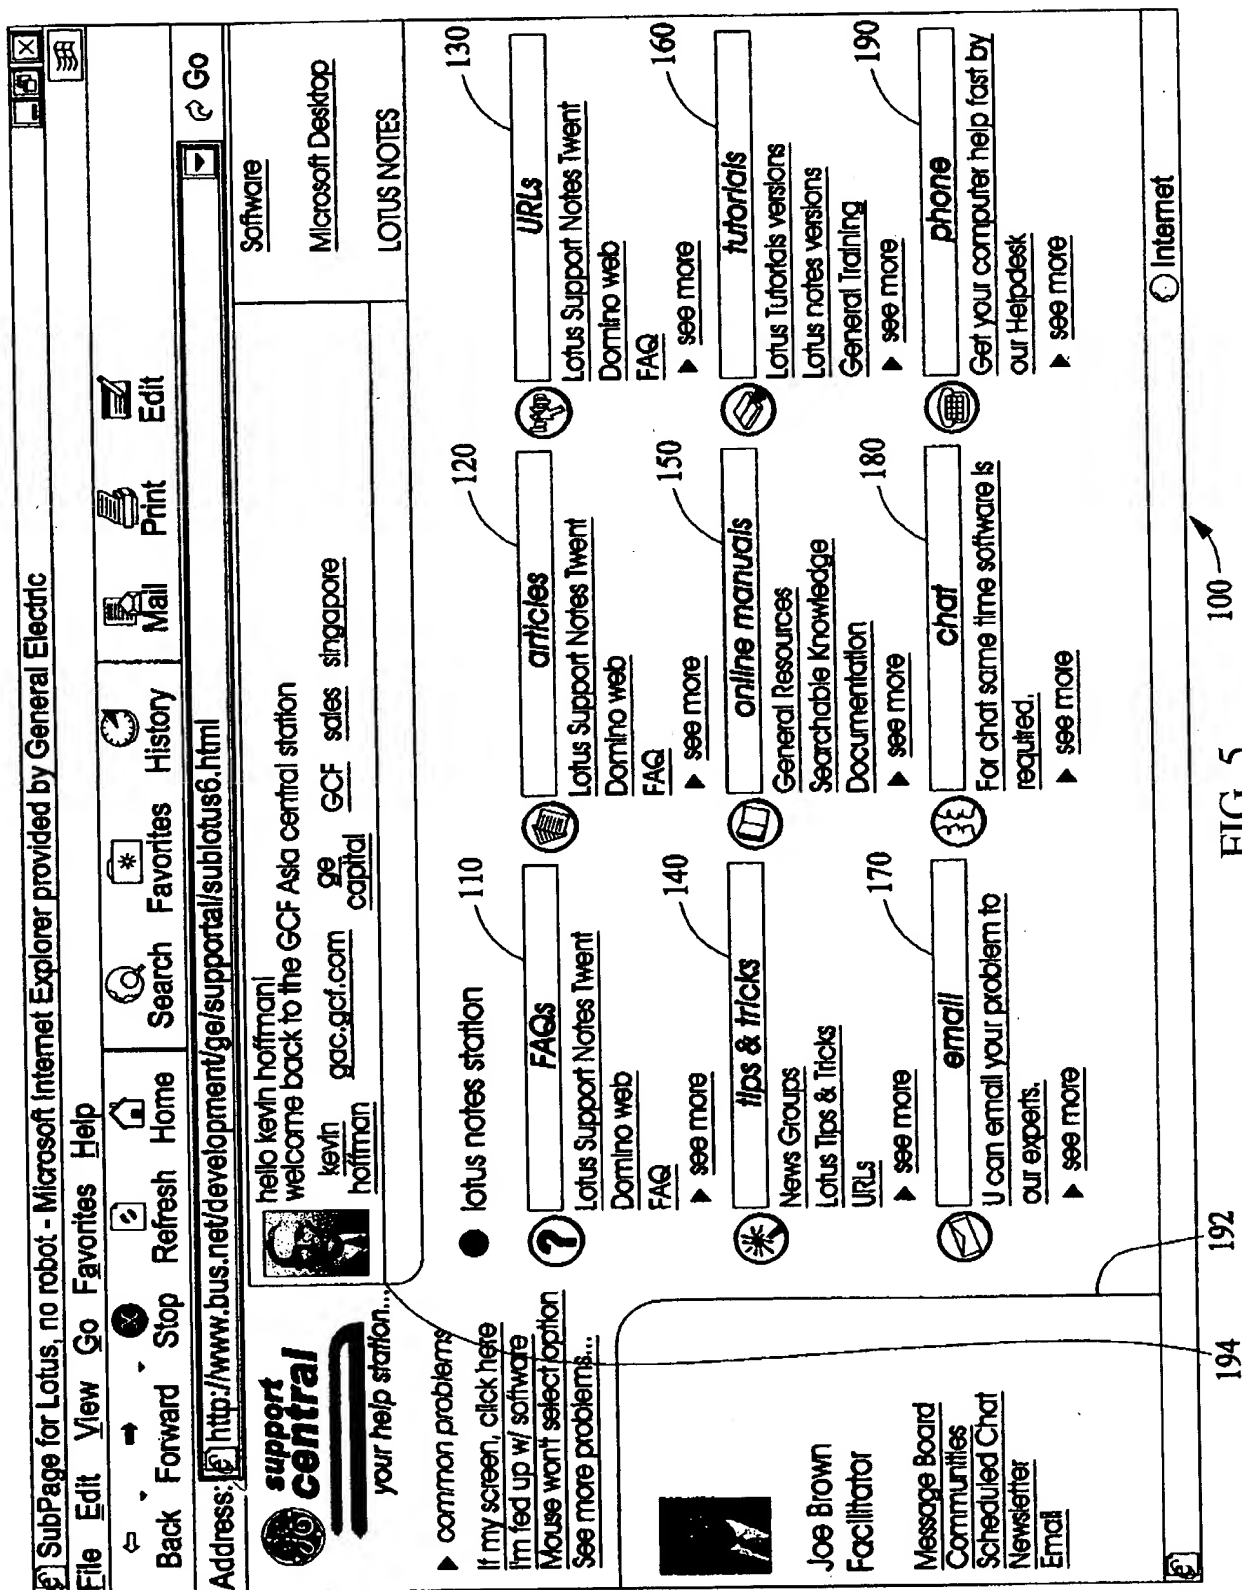 SubPage for Lotus, no robot - Microsoft Internet Explorer provided by General Electric
File Edit View Go Favorites Help
Back Forward Stop Refresh Home Search Favorites History Mail Print Edit
Address: http://www.bus.net/development/ge/supportal/sublotus6.html Go
support
central
your help station...
hello kevin hoffman!
welcome back to the GCF Asia central station
kevin hoffman
gac.gcf.com
ge capital
GCF
sales
singapore
Software
Microsoft Desktop
LOTUS NOTES
common problems
If my screen, click here
I'm fed up w/ software
Mouse won't select option
See more problems...
Joe Brown
Facilitator
Message Board
Communities
Scheduled Chat
Newsletter
Email
lotus notes station
110
FAQs
Lotus Support Notes Twent
Domino web
FAQ
see more
120
articles
Lotus Support Notes Twent
Domino web
FAQ
see more
130
URLs
Lotus Support Notes Twent
Domino web
FAQ
see more
140
tips & tricks
News Groups
Lotus Tips & Tricks
URLs
see more
150
online manuals
General Resources
Searchable Knowledge
Documentation
see more
160
tutorials
Lotus Tutorials versions
Lotus notes versions
General Training
see more
170
email
U can email your problem to
our experts.
see more
180
chat
For chat same time software is
required.
see more
190
phone
Get your computer help fast by
our Helpdesk
see more
Internet
194
192
100
FIG. 5